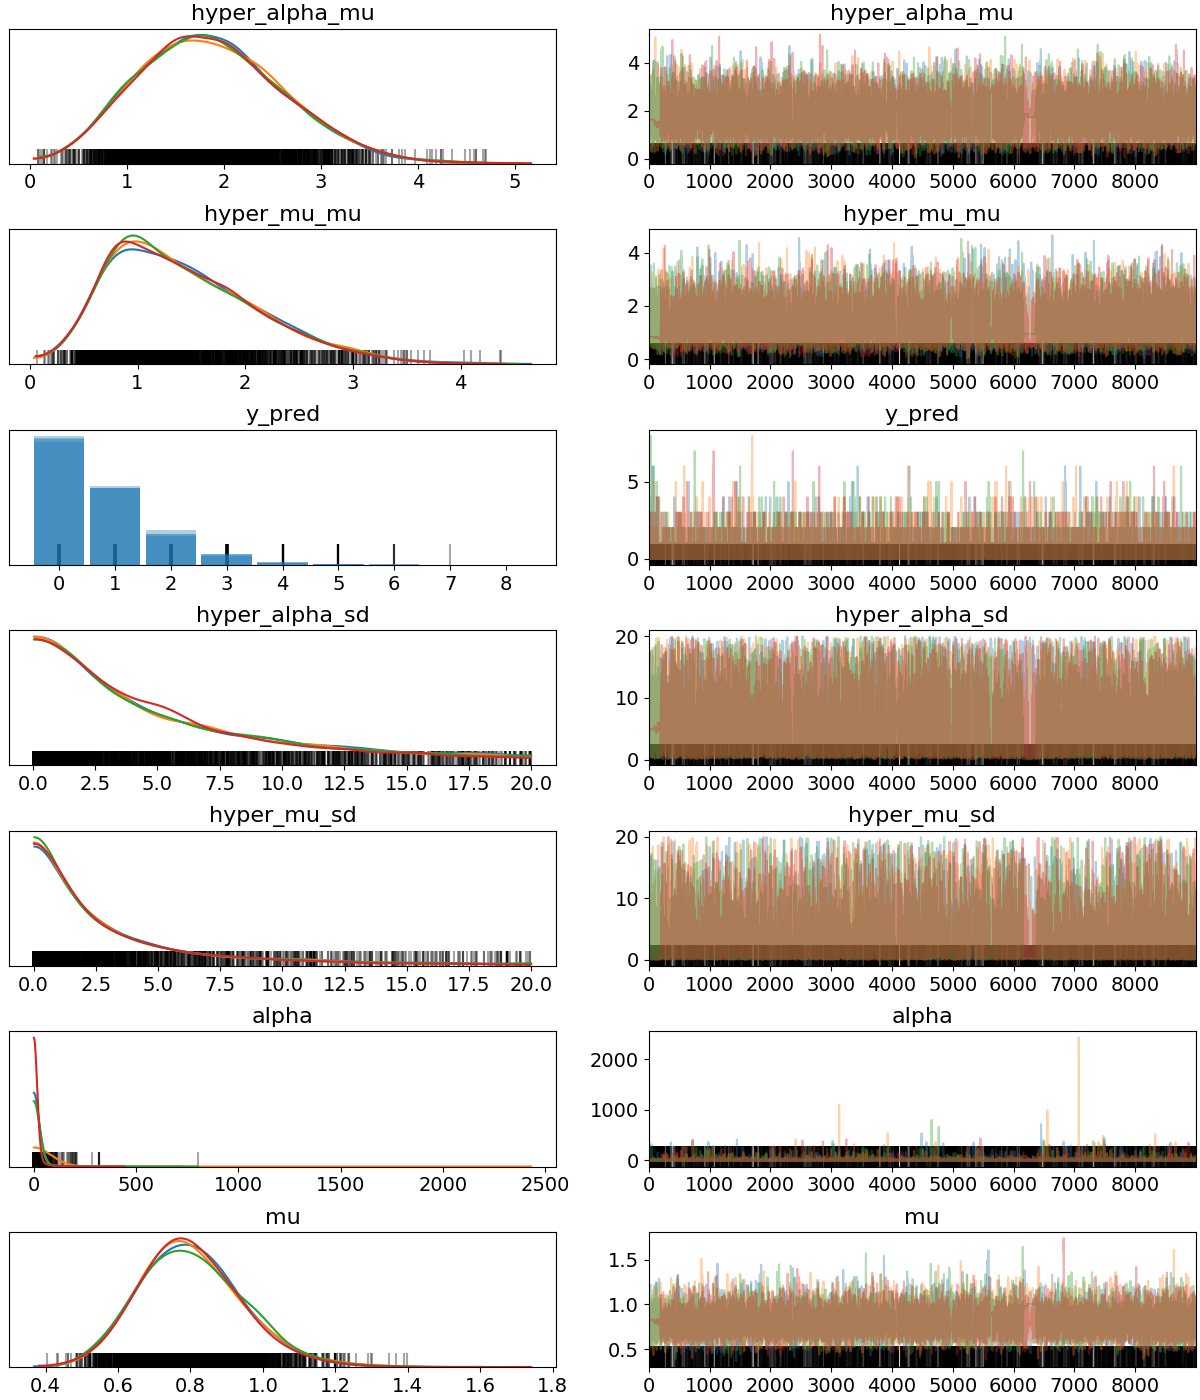 hyper_alpha_mu hyper_alpha_mu
4
2
0
0 1 2 3 4 5 0 1000 2000 3000 4000 5000 6000 7000 8000
hyper_mu_mu hyper_mu_mu
4
2
0
0 1 2 3 4 0 1000 2000 3000 4000 5000 6000 7000 8000
y_pred y_pred
5
0
0 1 2 3 4 5 6 7 8 0 1000 2000 3000 4000 5000 6000 7000 8000
hyper_alpha_sd hyper_alpha_sd
20
10
0
0.0 2.5 5.0 7.5 10.0 12.5 15.0 17.5 20.0 0 1000 2000 3000 4000 5000 6000 7000 8000
hyper_mu_sd hyper_mu_sd
20
10
0
0.0 2.5 5.0 7.5 10.0 12.5 15.0 17.5 20.0 0 1000 2000 3000 4000 5000 6000 7000 8000
alpha alpha
2000
1000
0
0 500 1000 1500 2000 2500 0 1000 2000 3000 4000 5000 6000 7000 8000
mu mu
1.5
1.0
0.5
0.4 0.6 0.8 1.0 1.2 1.4 1.6 1.8 0 1000 2000 3000 4000 5000 6000 7000 8000